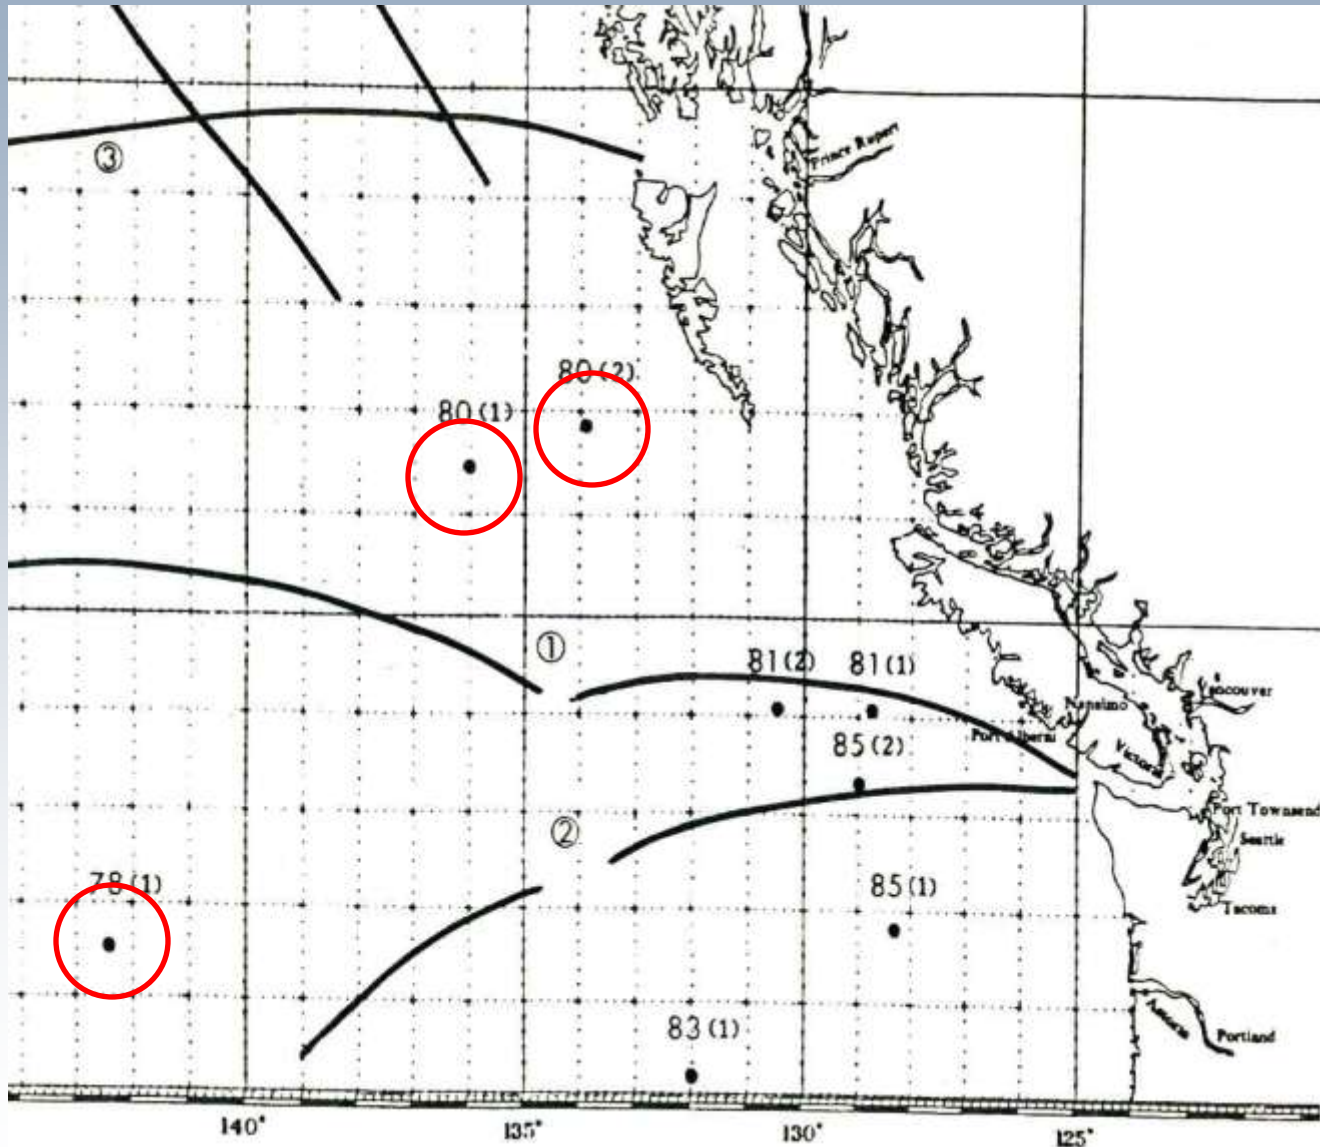 ③
Prince Rupert
80(2)
80(1)
①
81(2)
81(1)
Vancouver
Nanaimo
Port Alberni
85(2)
Victoria
②
Port Townsend
Seattle
78(1)
85(1)
Tacoma
83(1)
Astoria
Portland
140°
135°
130°
125°